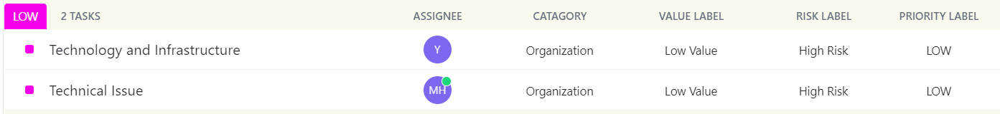 LOW 2 TASKS ASSIGNEE CATAGORY VALUE LABEL RISK LABEL PRIORITY LABEL
Technology and Infrastructure Y Organization Low Value High Risk LOW
Technical Issue MH Organization Low Value High Risk LOW